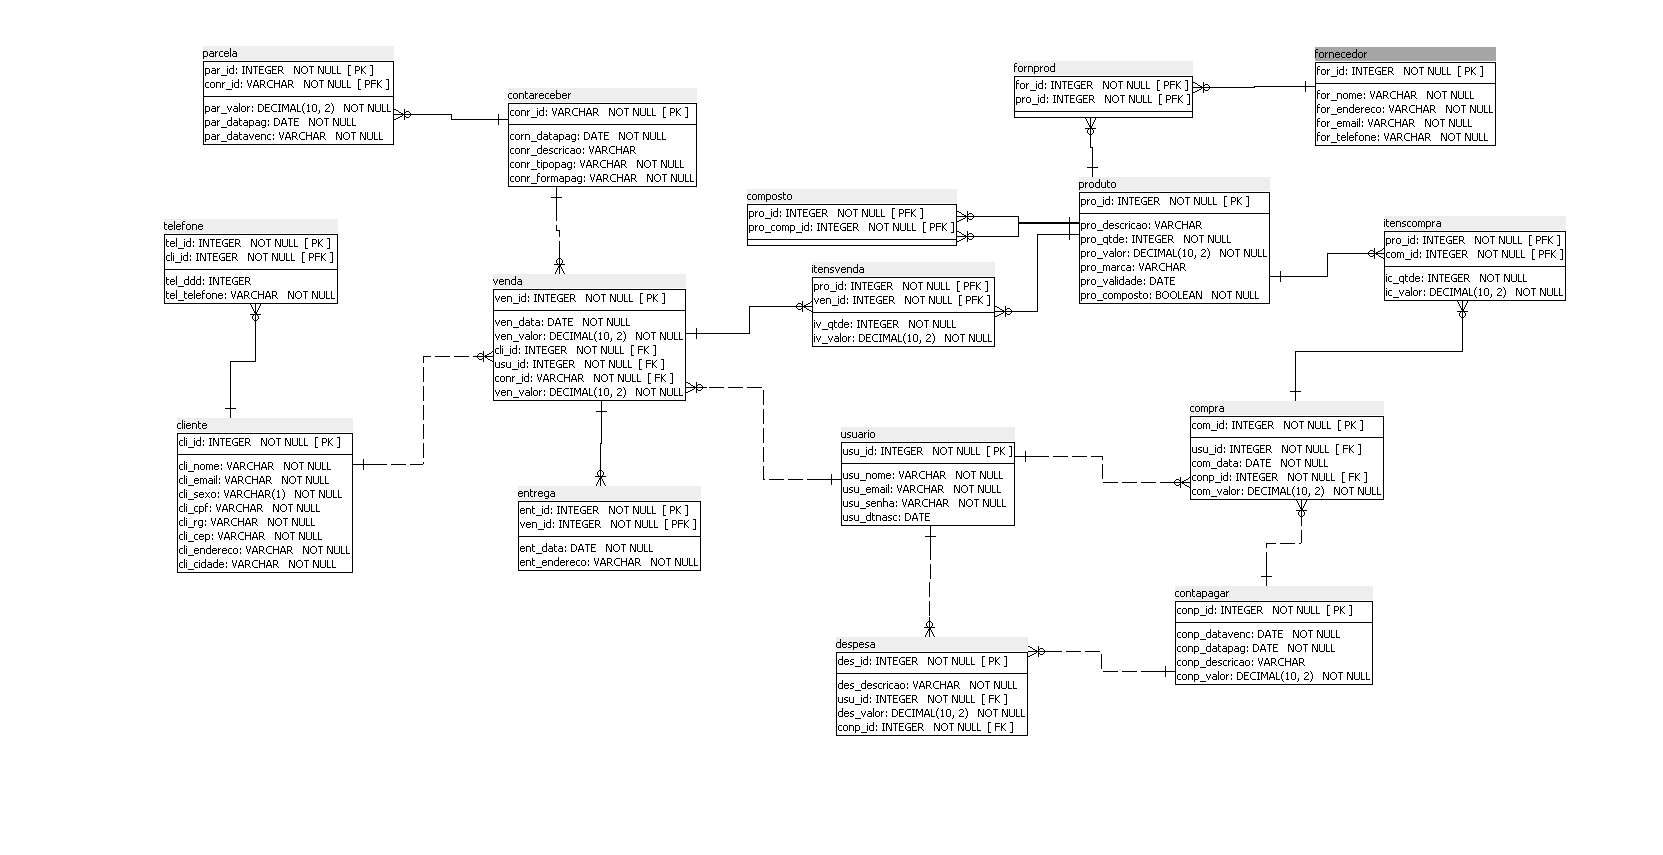 parcela
par_id: INTEGER NOT NULL [ PK ]
conr_id: VARCHAR NOT NULL [ PFK ]
par_valor: DECIMAL(10, 2) NOT NULL
par_datapag: DATE NOT NULL
par_datavenc: VARCHAR NOT NULL
contareceber
conr_id: VARCHAR NOT NULL [ PK ]
corn_datapag: DATE NOT NULL
conr_descricao: VARCHAR
conr_tipopag: VARCHAR NOT NULL
conr_formapag: VARCHAR NOT NULL
fornprod
for_id: INTEGER NOT NULL [ PFK ]
pro_id: INTEGER NOT NULL [ PFK ]
fornecedor
for_id: INTEGER NOT NULL [ PK ]
for_nome: VARCHAR NOT NULL
for_endereco: VARCHAR NOT NULL
for_email: VARCHAR NOT NULL
for_telefone: VARCHAR NOT NULL
telefone
tel_id: INTEGER NOT NULL [ PK ]
cli_id: INTEGER NOT NULL [ PFK ]
tel_ddd: INTEGER
tel_telefone: VARCHAR NOT NULL
composto
pro_id: INTEGER NOT NULL [ PFK ]
pro_comp_id: INTEGER NOT NULL [ PFK ]
produto
pro_id: INTEGER NOT NULL [ PK ]
pro_descricao: VARCHAR
pro_qtde: INTEGER NOT NULL
pro_valor: DECIMAL(10, 2) NOT NULL
pro_marca: VARCHAR
pro_validade: DATE
pro_composto: BOOLEAN NOT NULL
itenscompra
pro_id: INTEGER NOT NULL [ PFK ]
com_id: INTEGER NOT NULL [ PFK ]
ic_qtde: INTEGER NOT NULL
ic_valor: DECIMAL(10, 2) NOT NULL
venda
ven_id: INTEGER NOT NULL [ PK ]
ven_data: DATE NOT NULL
ven_valor: DECIMAL(10, 2) NOT NULL
cli_id: INTEGER NOT NULL [ FK ]
usu_id: INTEGER NOT NULL [ FK ]
conr_id: VARCHAR NOT NULL [ FK ]
ven_valor: DECIMAL(10, 2) NOT NULL
itensvenda
pro_id: INTEGER NOT NULL [ PFK ]
ven_id: INTEGER NOT NULL [ PFK ]
iv_qtde: INTEGER NOT NULL
iv_valor: DECIMAL(10, 2) NOT NULL
cliente
cli_id: INTEGER NOT NULL [ PK ]
cli_nome: VARCHAR NOT NULL
cli_email: VARCHAR NOT NULL
cli_sexo: VARCHAR(1) NOT NULL
cli_cpf: VARCHAR NOT NULL
cli_rg: VARCHAR NOT NULL
cli_cep: VARCHAR NOT NULL
cli_endereco: VARCHAR NOT NULL
cli_cidade: VARCHAR NOT NULL
entrega
ent_id: INTEGER NOT NULL [ PK ]
ven_id: INTEGER NOT NULL [ PFK ]
ent_data: DATE NOT NULL
ent_endereco: VARCHAR NOT NULL
usuario
usu_id: INTEGER NOT NULL [ PK ]
usu_nome: VARCHAR NOT NULL
usu_email: VARCHAR NOT NULL
usu_senha: VARCHAR NOT NULL
usu_dtnasc: DATE
compra
com_id: INTEGER NOT NULL [ PK ]
usu_id: INTEGER NOT NULL [ FK ]
com_data: DATE NOT NULL
conp_id: INTEGER NOT NULL [ FK ]
com_valor: DECIMAL(10, 2) NOT NULL
despesa
des_id: INTEGER NOT NULL [ PK ]
des_descricao: VARCHAR NOT NULL
usu_id: INTEGER NOT NULL [ FK ]
des_valor: DECIMAL(10, 2) NOT NULL
conp_id: INTEGER NOT NULL [ FK ]
contapagar
conp_id: INTEGER NOT NULL [ PK ]
conp_datavenc: DATE NOT NULL
conp_datapag: DATE NOT NULL
conp_descricao: VARCHAR
conp_valor: DECIMAL(10, 2) NOT NULL